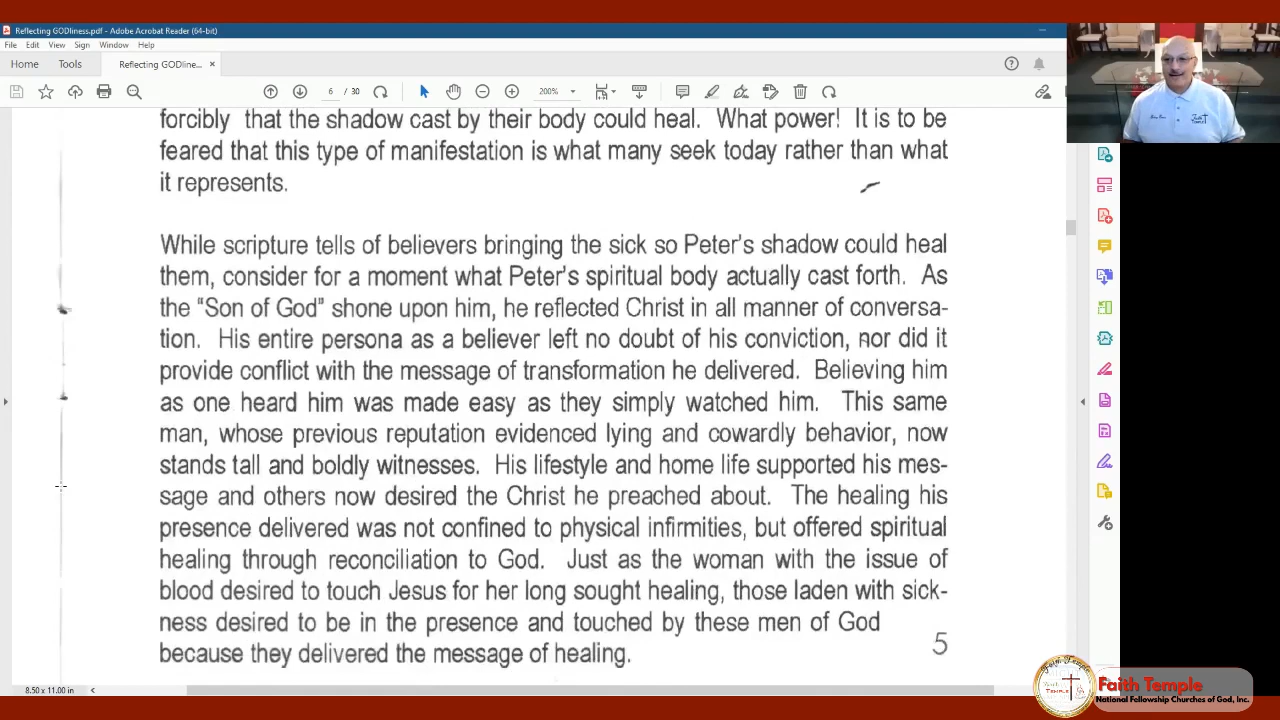 Reflecting GODliness.pdf - Adobe Acrobat Reader (64-bit)
File Edit View Sign Window Help
Home Tools Reflecting GODline... ×
6 / 30 200%
forcibly that the shadow cast by their body could heal. What power! It is to be
feared that this type of manifestation is what many seek today rather than what
it represents.
While scripture tells of believers bringing the sick so Peter's shadow could heal
them, consider for a moment what Peter's spiritual body actually cast forth. As
the “Son of God” shone upon him, he reflected Christ in all manner of conversa-
tion. His entire persona as a believer left no doubt of his conviction, nor did it
provide conflict with the message of transformation he delivered. Believing him
as one heard him was made easy as they simply watched him. This same
man, whose previous reputation evidenced lying and cowardly behavior, now
stands tall and boldly witnesses. His lifestyle and home life supported his mes-
sage and others now desired the Christ he preached about. The healing his
presence delivered was not confined to physical infirmities, but offered spiritual
healing through reconciliation to God. Just as the woman with the issue of
blood desired to touch Jesus for her long sought healing, those laden with sick-
ness desired to be in the presence and touched by these men of God
because they delivered the message of healing.
5
8.50 x 11.00 in
Faith Temple
National Fellowship Churches of God, Inc.